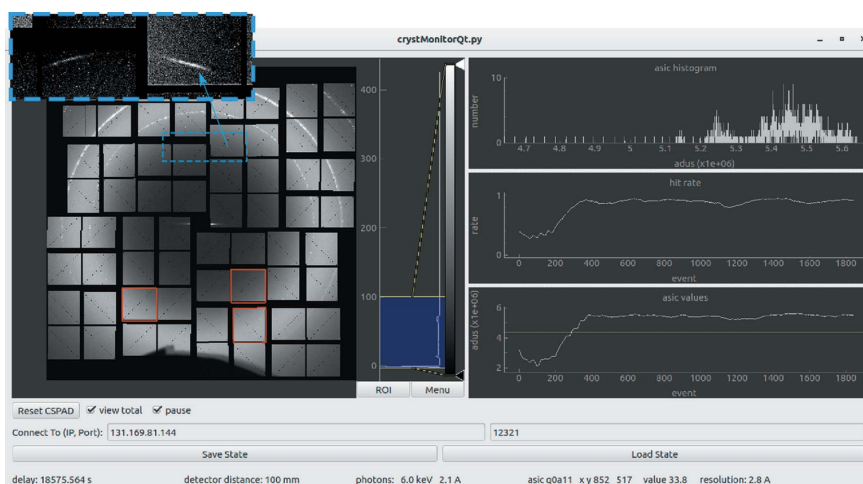 crystMonitorQt.py
400
300
200
100
0
ROI Menu
asic histogram
number
10
0
4.7 4.8 4.9 5 5.1 5.2 5.3 5.4 5.5 5.6
adus (x1e+06)
hit rate
rate
1
0
0 200 400 600 800 1000 1200 1400 1600 1800
event
asic values
adus (x1e+06)
6
4
2
0 200 400 600 800 1000 1200 1400 1600 1800
event
Reset CSPAD view total pause
Connect To (IP, Port): 131.169.81.144 12321
Save State Load State
delay: 18575.564 s detector distance: 100 mm photons: 6.0 keV 2.1 A asic q0a11 x y 852 517 value 33.8 resolution: 2.8 A